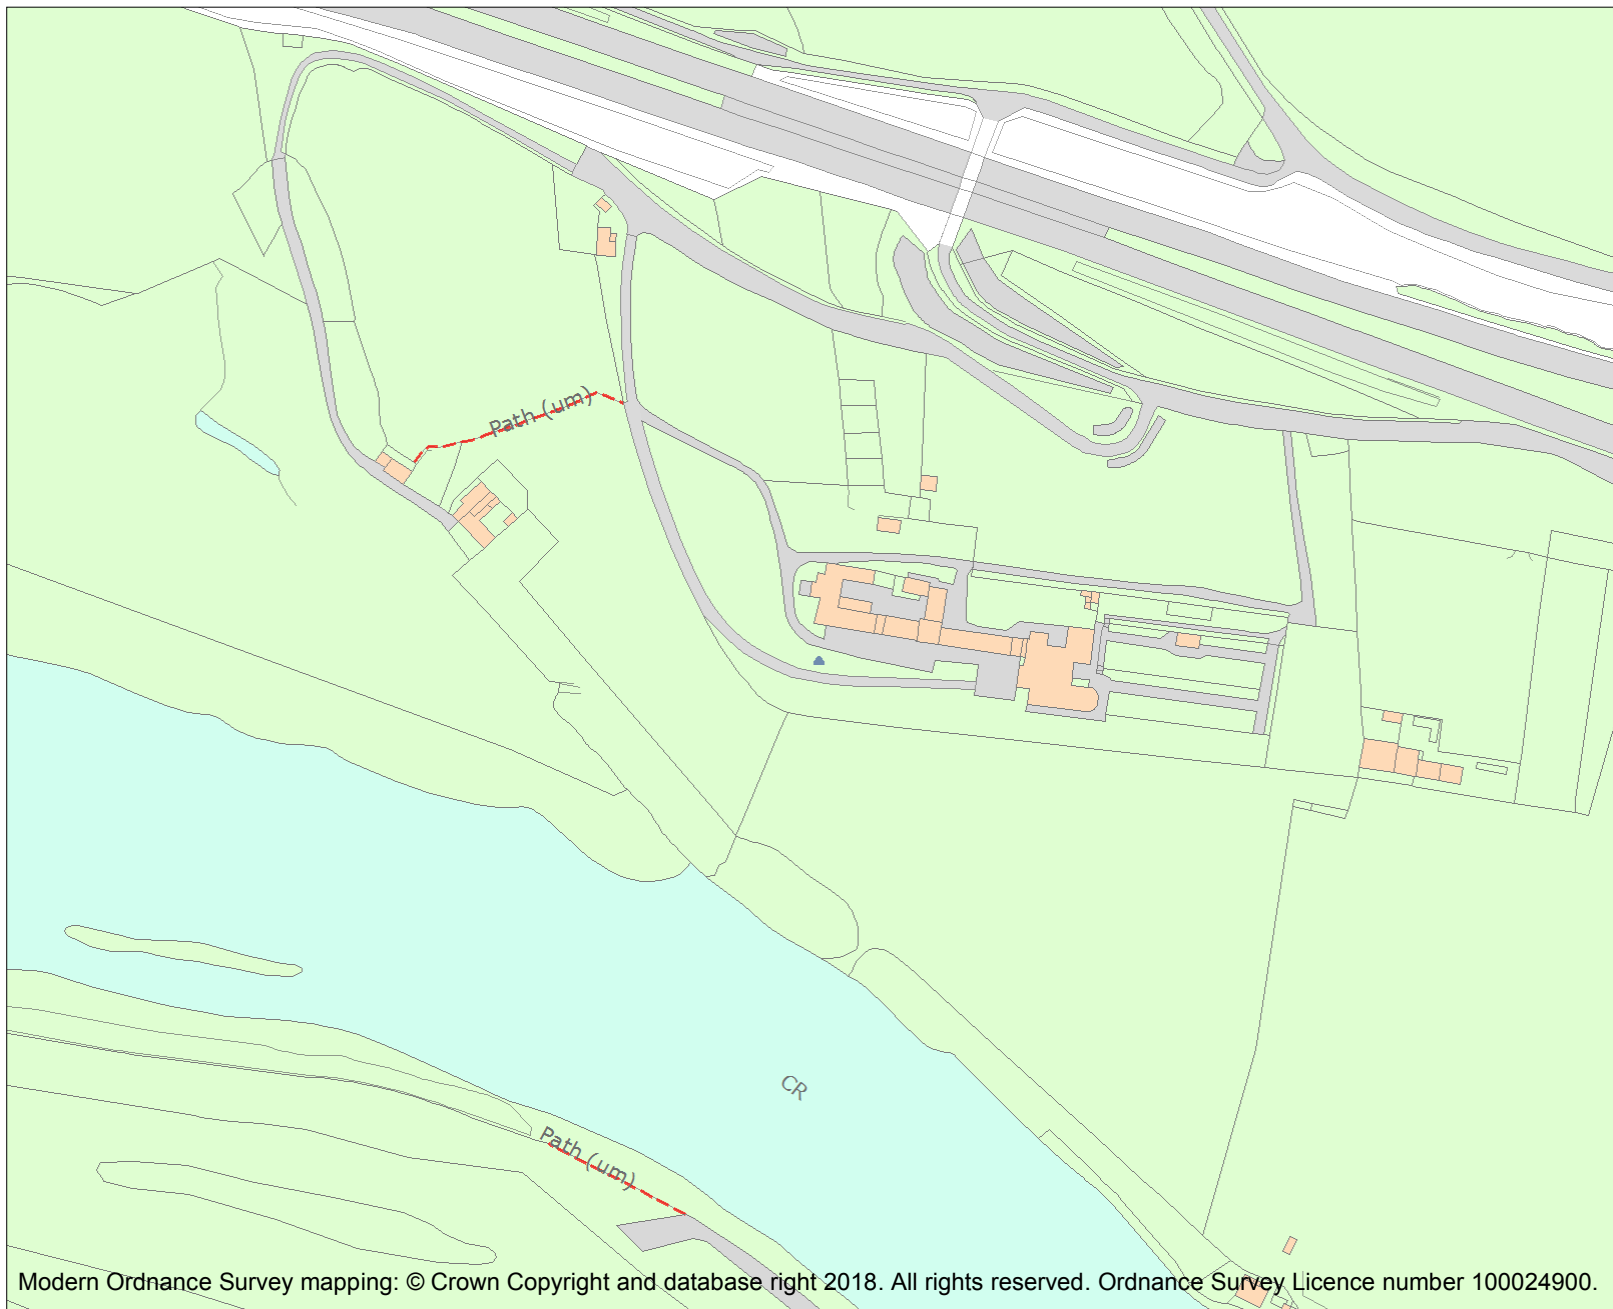 Path (um)
CR
Path (um)
Modern Ordnance Survey mapping: © Crown Copyright and database right 2018. All rights reserved. Ordnance Survey Licence number 100024900.